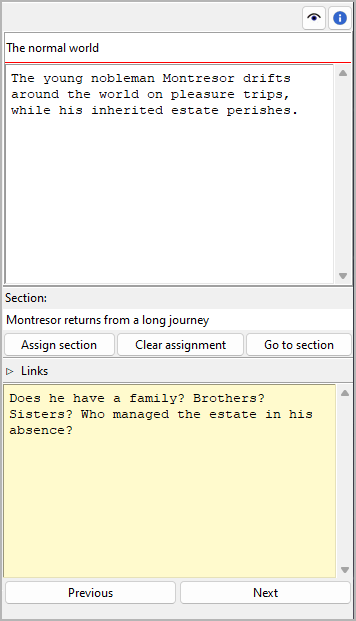 The normal world
The young nobleman Montresor drifts
around the world on pleasure trips,
while his inherited estate perishes.
Section:
Montresor returns from a long journey
Assign section
Clear assignment
Go to section
Links
Does he have a family? Brothers?
Sisters? Who managed the estate in his
absence?
Previous
Next